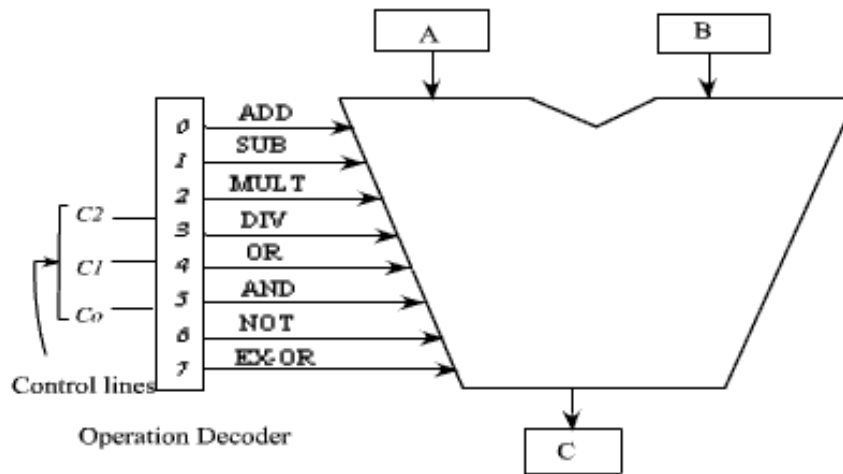 A
B
0 ADD
1 SUB
2 MULT
C2
3 DIV
4 OR
C1
5 AND
Co
6 NOT
7 EX-OR
Control lines
Operation Decoder
C